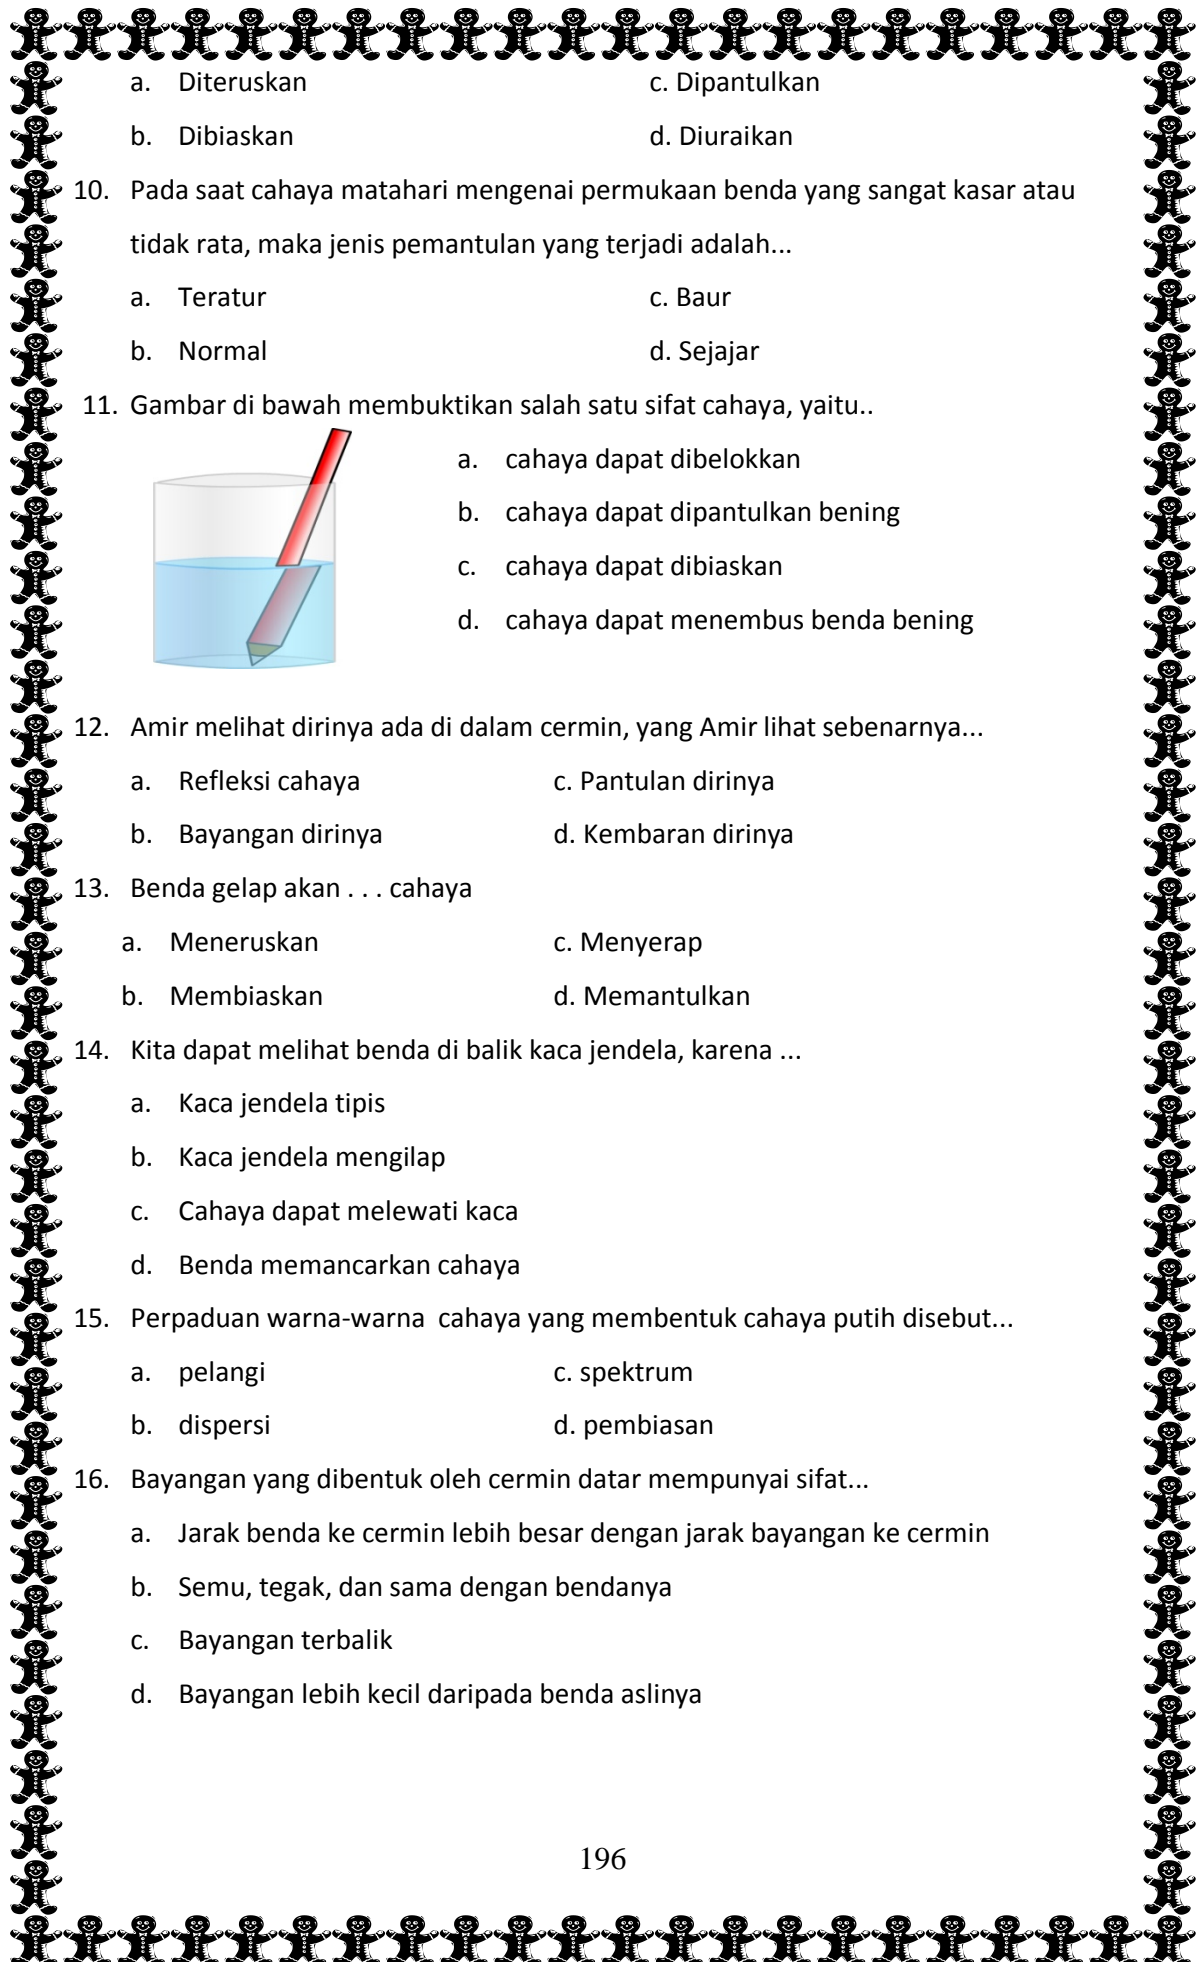 a. Diteruskan c. Dipantulkan
b. Dibiaskan d. Diuraikan
10. Pada saat cahaya matahari mengenai permukaan benda yang sangat kasar atau
tidak rata, maka jenis pemantulan yang terjadi adalah...
a. Teratur c. Baur
b. Normal d. Sejajar
11. Gambar di bawah membuktikan salah satu sifat cahaya, yaitu..
a. cahaya dapat dibelokkan
b. cahaya dapat dipantulkan bening
c. cahaya dapat dibiaskan
d. cahaya dapat menembus benda bening
12. Amir melihat dirinya ada di dalam cermin, yang Amir lihat sebenarnya...
a. Refleksi cahaya c. Pantulan dirinya
b. Bayangan dirinya d. Kembaran dirinya
13. Benda gelap akan . . . cahaya
a. Meneruskan c. Menyerap
b. Membiaskan d. Memantulkan
14. Kita dapat melihat benda di balik kaca jendela, karena ...
a. Kaca jendela tipis
b. Kaca jendela mengilap
c. Cahaya dapat melewati kaca
d. Benda memancarkan cahaya
15. Perpaduan warna-warna cahaya yang membentuk cahaya putih disebut...
a. pelangi c. spektrum
b. dispersi d. pembiasan
16. Bayangan yang dibentuk oleh cermin datar mempunyai sifat...
a. Jarak benda ke cermin lebih besar dengan jarak bayangan ke cermin
b. Semu, tegak, dan sama dengan bendanya
c. Bayangan terbalik
d. Bayangan lebih kecil daripada benda aslinya
196